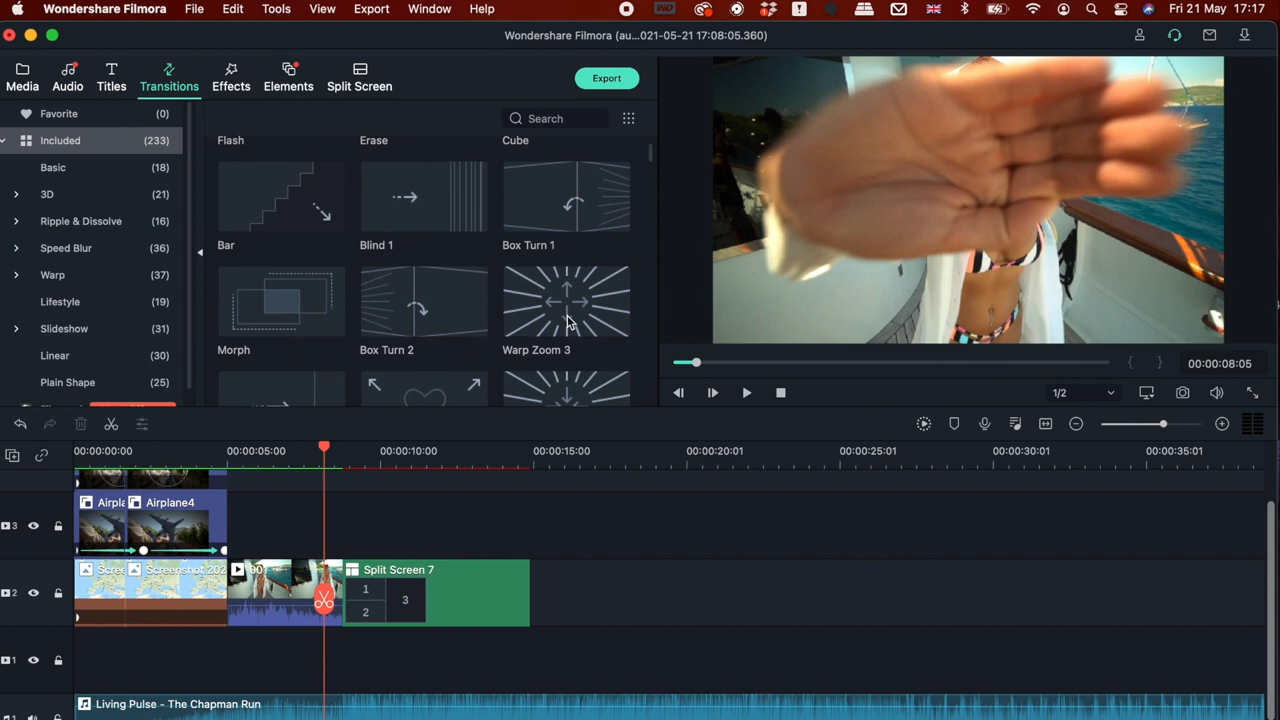 Wondershare Filmora File Edit Tools View Export Window Help Fri 21 May 17:17
Wondershare Filmora (au...021-05-21 17:08:05.360)
Media Audio Titles Transitions Effects Elements Split Screen Export
Favorite (0)
Included (233)
Basic (18)
3D (21)
Ripple & Dissolve (16)
Speed Blur (36)
Warp (37)
Lifestyle (19)
Slideshow (31)
Linear (30)
Plain Shape (25)
Search
Flash Erase Cube
Bar Blind 1 Box Turn 1
Morph Box Turn 2 Warp Zoom 3
00:00:08:05
1/2
00:00:00:00 00:00:05:00 00:00:10:00 00:00:15:00 00:00:20:01 00:00:25:01 00:00:30:01 00:00:35:01
3 Airpla Airplane4
2 Scree Screenshot 202 00 Split Screen 7
1
2
3
1
Living Pulse - The Chapman Run